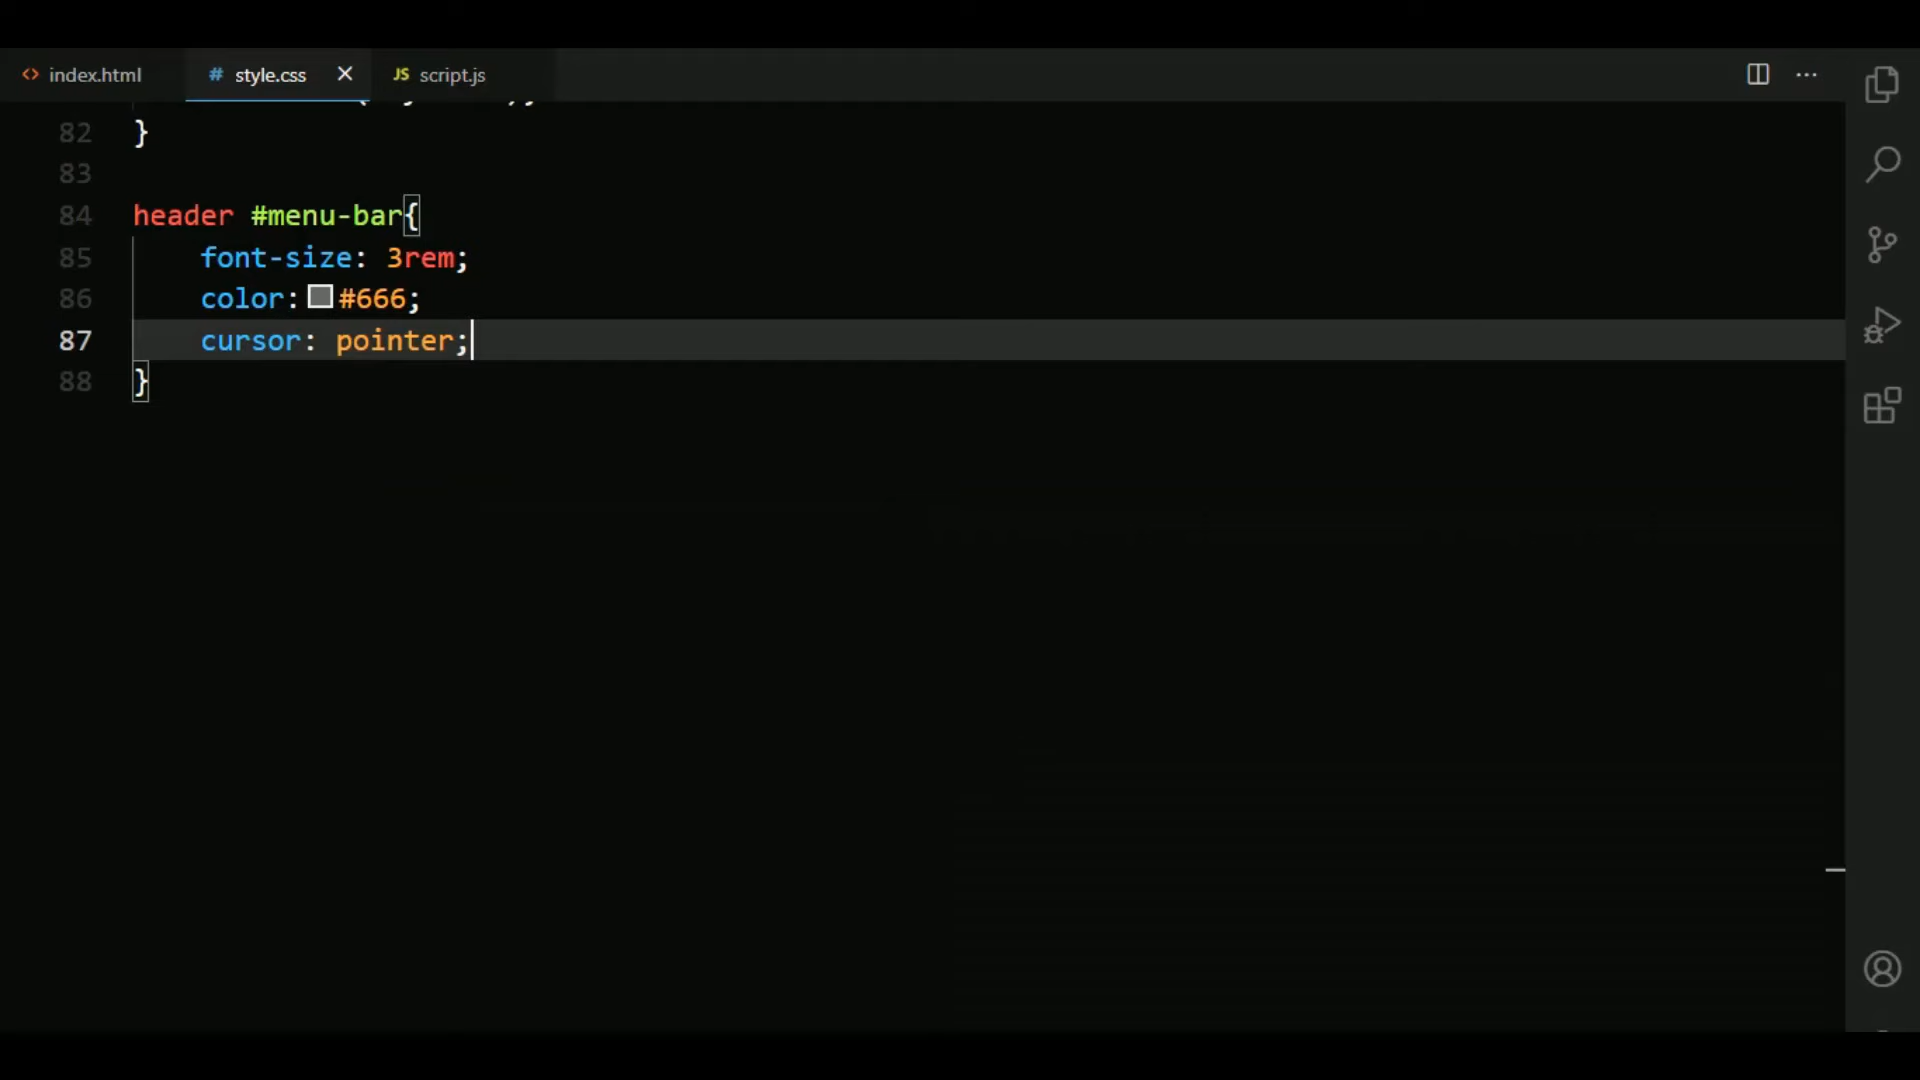 index.html
style.css
JS script.js
82 }
83
84 header #menu-bar{
85 font-size: 3rem;
86 color: #666;
87 cursor: pointer;
88 }